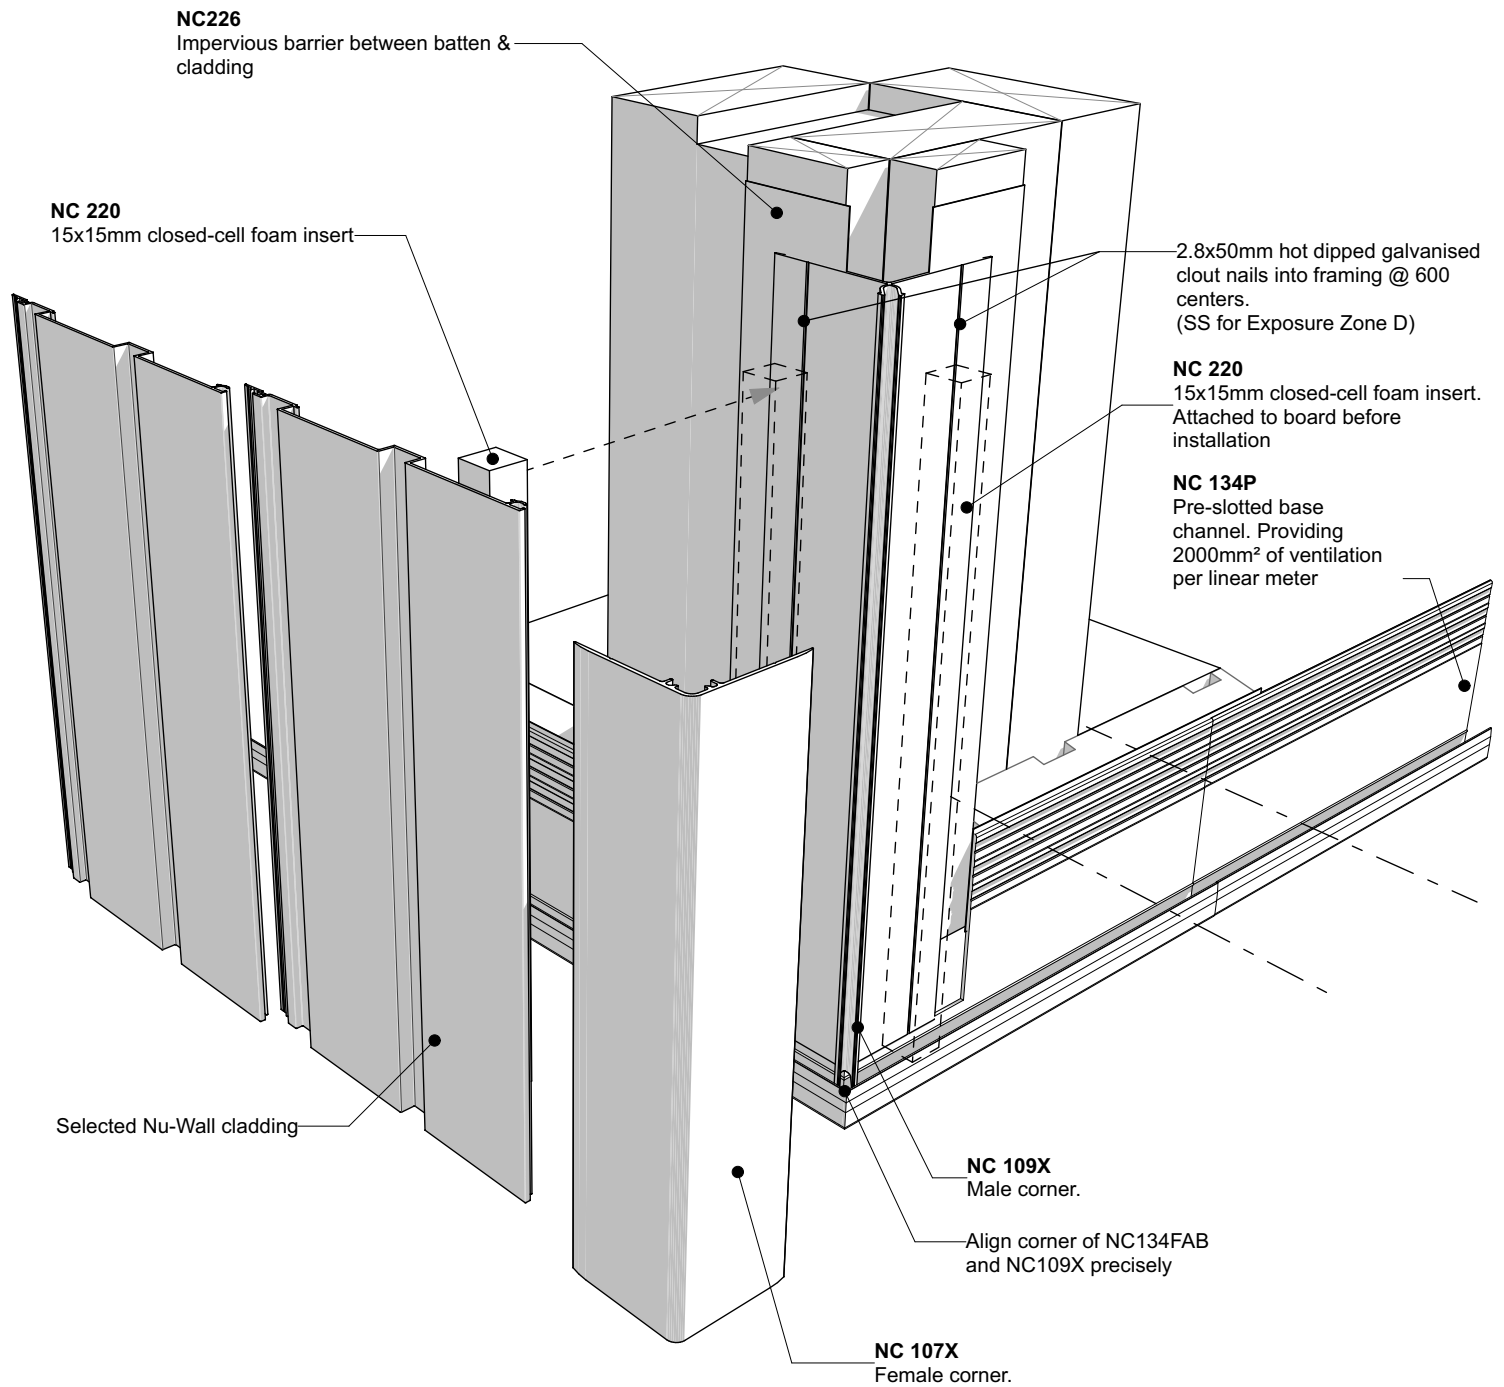 NC226
Impervious barrier between batten &
cladding
NC 220
15x15mm closed-cell foam insert
2.8x50mm hot dipped galvanised
clout nails into framing @ 600
centers.
(SS for Exposure Zone D)
NC 220
15x15mm closed-cell foam insert.
Attached to board before
installation
NC 134P
Pre-slotted base
channel. Providing
2000mm² of ventilation
per linear meter
Selected Nu-Wall cladding
NC 109X
Male corner.
Align corner of NC134FAB
and NC109X precisely
NC 107X
Female corner.